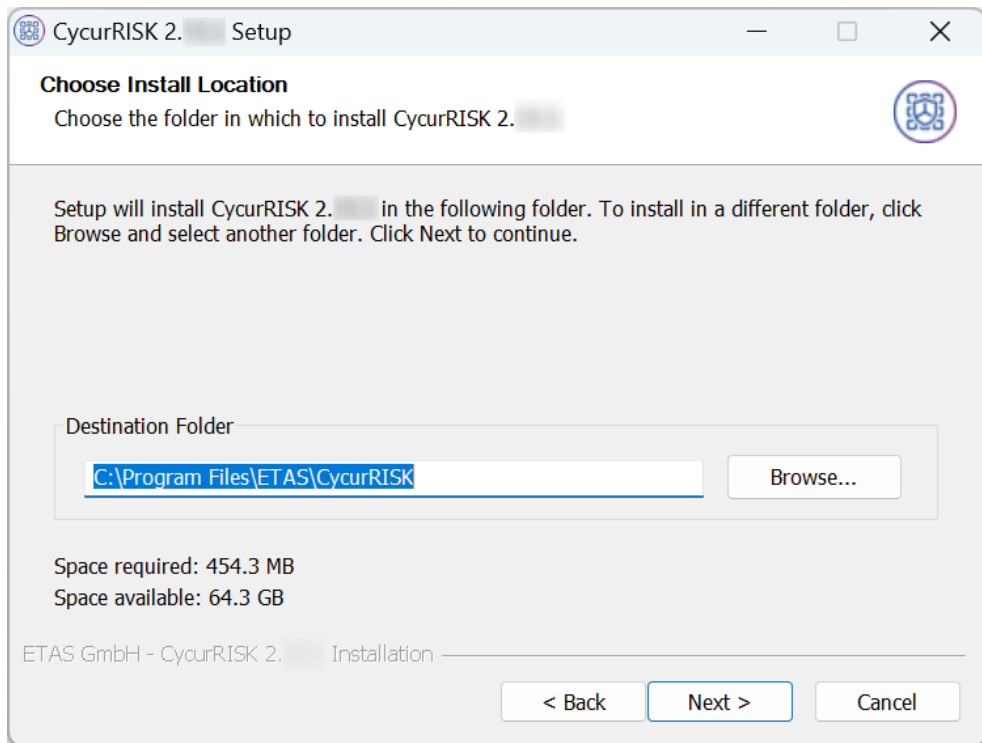 CycurRISK 2. Setup
Choose Install Location
Choose the folder in which to install CycurRISK 2.
Setup will install CycurRISK 2. in the following folder. To install in a different folder, click
Browse and select another folder. Click Next to continue.
Destination Folder
C:\Program Files\ETAS\CycurRISK
Browse...
Space required: 454.3 MB
Space available: 64.3 GB
ETAS GmbH - CycurRISK 2. Installation
< Back
Next >
Cancel